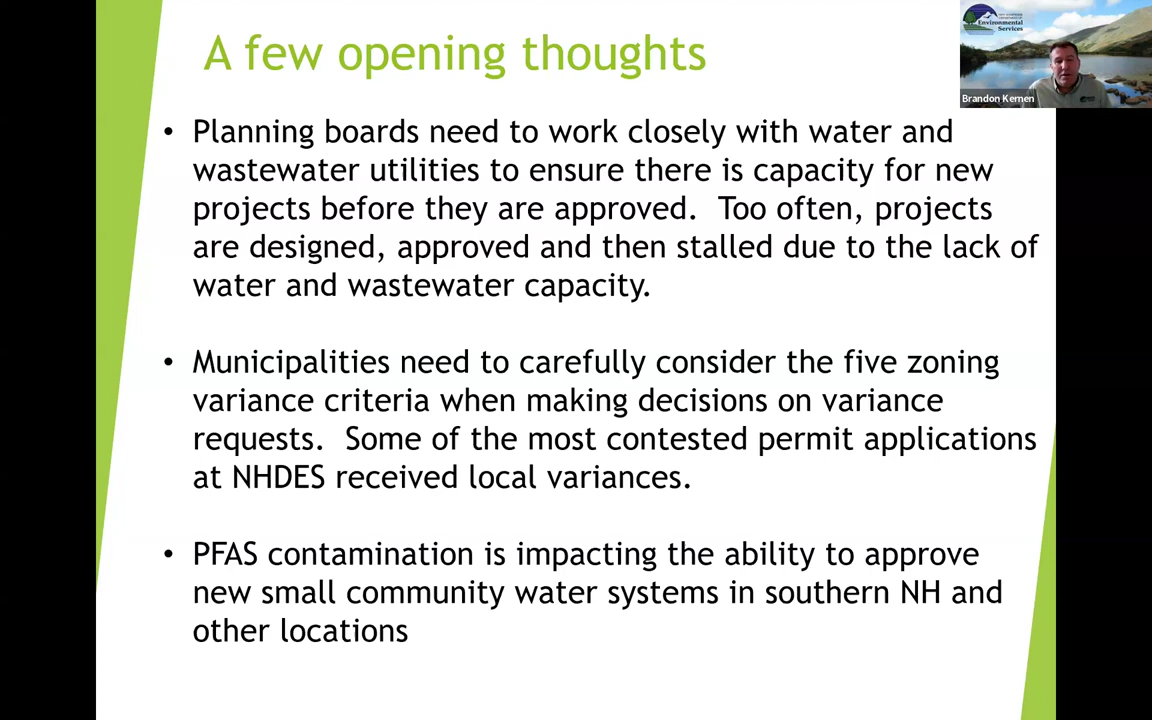 A few opening thoughts
Environmental
Services
Brandon Kernen
• Planning boards need to work closely with water and
wastewater utilities to ensure there is capacity for new
projects before they are approved.  Too often, projects
are designed, approved and then stalled due to the lack of
water and wastewater capacity.
• Municipalities need to carefully consider the five zoning
variance criteria when making decisions on variance
requests.  Some of the most contested permit applications
at NHDES received local variances.
• PFAS contamination is impacting the ability to approve
new small community water systems in southern NH and
other locations